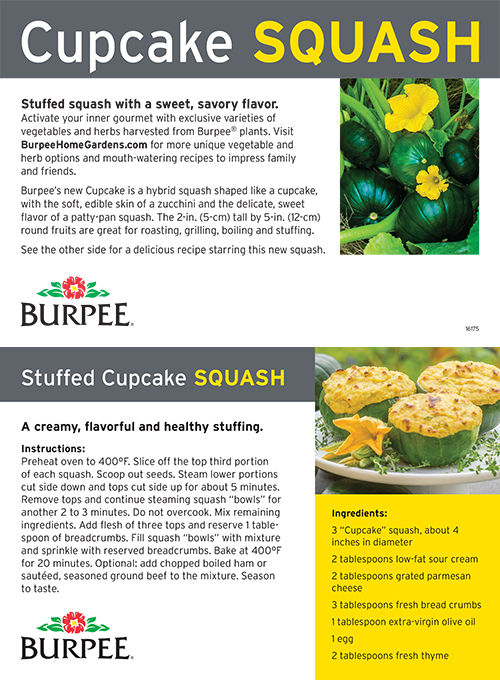 Cupcake SQUASH
Stuffed squash with a sweet, savory flavor.
Activate your inner gourmet with exclusive varieties of
vegetables and herbs harvested from Burpee® plants. Visit
BurpeeHomeGardens.com for more unique vegetable and
herb options and mouth-watering recipes to impress family
and friends.
Burpee's new Cupcake is a hybrid squash shaped like a cupcake,
with the soft, edible skin of a zucchini and the delicate, sweet
flavor of a patty-pan squash. The 2-in. (5-cm) tall by 5-in. (12-cm)
round fruits are great for roasting, grilling, boiling and stuffing.
See the other side for a delicious recipe starring this new squash.
BURPEE®
16175
Stuffed Cupcake SQUASH
A creamy, flavorful and healthy stuffing.
Instructions:
Preheat oven to 400°F. Slice off the top third portion
of each squash. Scoop out seeds. Steam lower portions
cut side down and tops cut side up for about 5 minutes.
Remove tops and continue steaming squash “bowls” for
another 2 to 3 minutes. Do not overcook. Mix remaining
ingredients. Add flesh of three tops and reserve 1 table-
spoon of breadcrumbs. Fill squash “bowls” with mixture
and sprinkle with reserved breadcrumbs. Bake at 400°F
for 20 minutes. Optional: add chopped boiled ham or
sautéed, seasoned ground beef to the mixture. Season
to taste.
BURPEE®
Ingredients:
3 “Cupcake” squash, about 4
inches in diameter
2 tablespoons low-fat sour cream
2 tablespoons grated parmesan
cheese
3 tablespoons fresh bread crumbs
1 tablespoon extra-virgin olive oil
1 egg
2 tablespoons fresh thyme